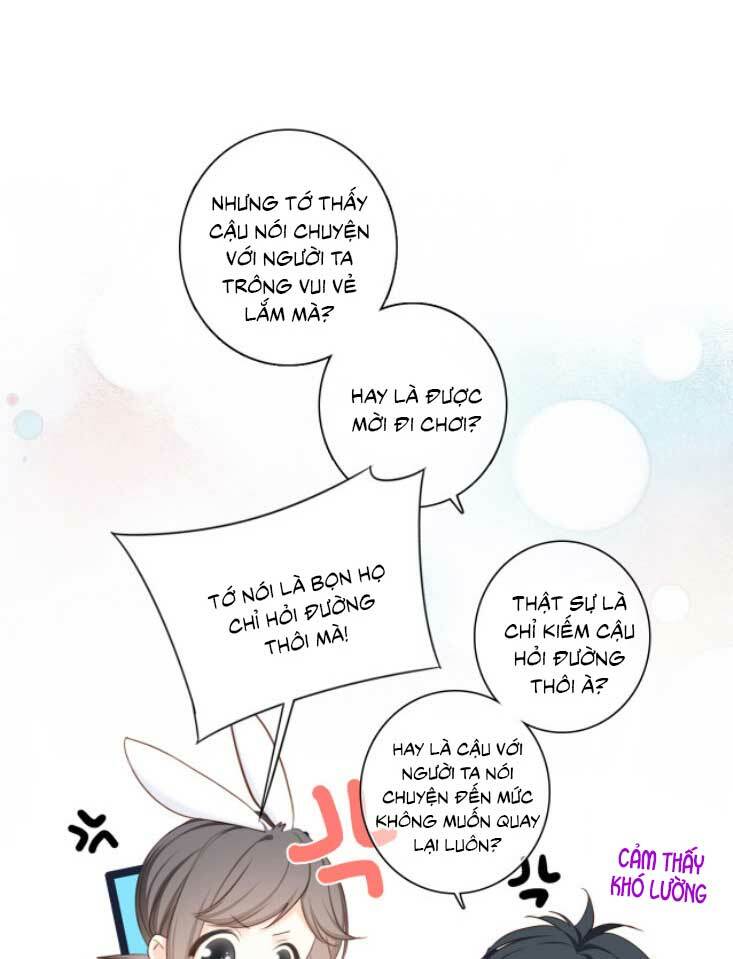 NHƯNG TỚ THẤY
CẬU NÓI CHUYỆN
VỚI NGƯỜI TA
TRÔNG VUI VẺ
LẮM MÀ?
HAY LÀ ĐƯỢC
MỜI ĐI CHƠI?
TỚ NÓI LÀ BỌN HỌ
CHỈ HỎI ĐƯỜNG
THÔI MÀ!
THẬT SỰ LÀ
CHỈ KIẾM CẬU
HỎI ĐƯỜNG
THÔI À?
HAY LÀ CẬU VỚI
NGƯỜI TA NÓI
CHUYỆN ĐẾN MỨC
KHÔNG MUỐN QUAY
LẠI LUÔN?
CẢM THẤY
KHÓ LƯỜNG